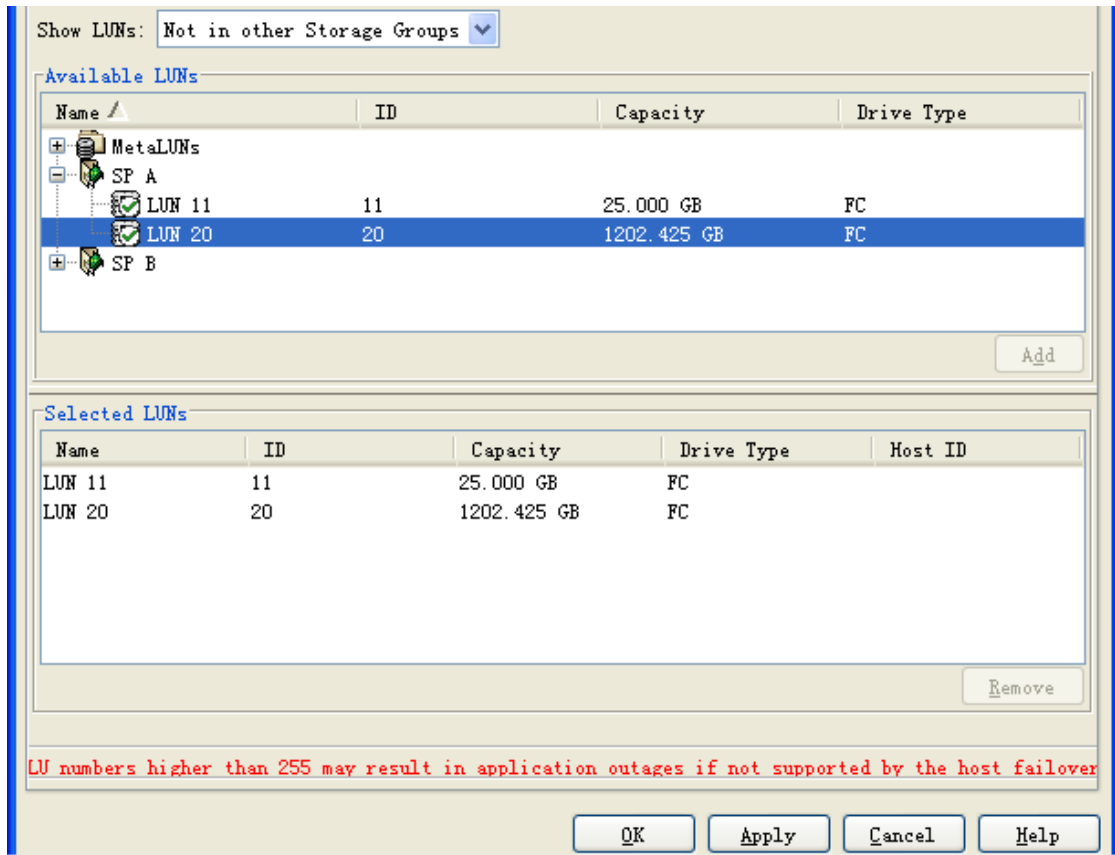 Show LUNs: Not in other Storage Groups
Available LUNs
Name ID Capacity Drive Type
MetaLUNs
SP A
LUN 11 11 25.000 GB FC
LUN 20 20 1202.425 GB FC
SP B
Add
Selected LUNs
Name ID Capacity Drive Type Host ID
LUN 11 11 25.000 GB FC
LUN 20 20 1202.425 GB FC
Remove
LU numbers higher than 255 may result in application outages if not supported by the host failover
OK Apply Cancel Help